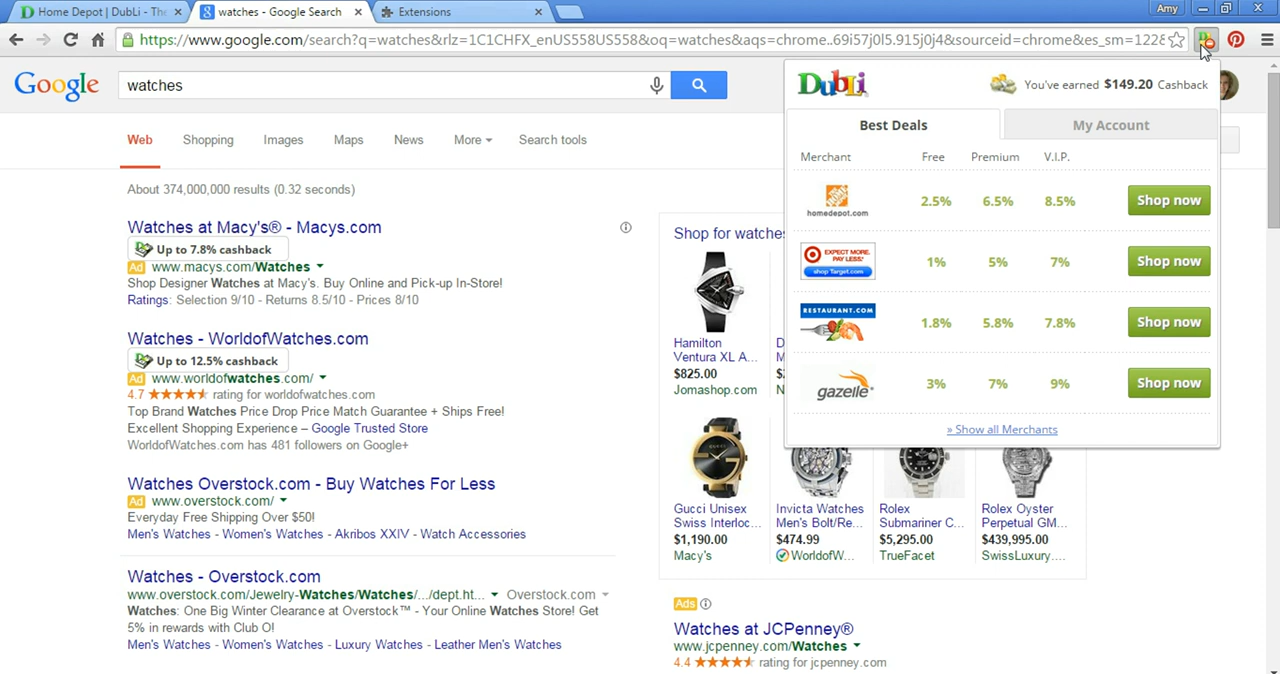 Home Depot | DubLi - The
watches - Google Search
Extensions
Amy
https://www.google.com/search?q=watches&rlz=1C1CHFX_enUS558US558&oq=watches&aqs=chrome..69i57j0l5.915j0j4&sourceid=chrome&es_sm=122&
Google
watches
Web
Shopping
Images
Maps
News
More
Search tools
About 374,000,000 results (0.32 seconds)
Watches at Macy's® - Macys.com
Up to 7.8% cashback
Ad www.macys.com/Watches
Shop Designer Watches at Macy's. Buy Online and Pick-up In-Store!
Ratings: Selection 9/10 - Returns 8.5/10 - Prices 8/10
Watches - WorldofWatches.com
Up to 12.5% cashback
Ad www.worldofwatches.com/
4.7 rating for worldofwatches.com
Top Brand Watches Price Drop Price Match Guarantee + Ships Free!
Excellent Shopping Experience – Google Trusted Store
WorldofWatches.com has 481 followers on Google+
Watches Overstock.com - Buy Watches For Less
Ad www.overstock.com/
Everyday Free Shipping Over $50!
Men's Watches - Women's Watches - Akribos XXIV - Watch Accessories
Watches - Overstock.com
www.overstock.com/Jewelry-Watches/Watches/.../dept.ht... Overstock.com
Watches: One Big Winter Clearance at Overstock™ - Your Online Watches Store! Get
5% in rewards with Club O!
Men's Watches - Women's Watches - Luxury Watches - Leather Men's Watches
Shop for watches
Hamilton
Ventura XL A...
$825.00
Jomashop.com
Gucci Unisex
Swiss Interloc...
$1,190.00
Macy's
Invicta Watches
Men's Bolt/Re...
$474.99
WorldofW...
Rolex
Submariner C...
$5,295.00
TrueFacet
Rolex Oyster
Perpetual GM...
$439,995.00
SwissLuxury....
Ads
Watches at JCPenney®
www.jcpenney.com/Watches
4.4 rating for jcpenney.com
DubLi
You've earned $149.20 Cashback
Best Deals
My Account
Merchant Free Premium V.I.P.
homedepot.com
2.5% 6.5% 8.5% Shop now
EXPECT MORE.
PAY LESS.
shop Target.com
1% 5% 7% Shop now
RESTAURANT.COM
1.8% 5.8% 7.8% Shop now
gazelle
3% 7% 9% Shop now
» Show all Merchants